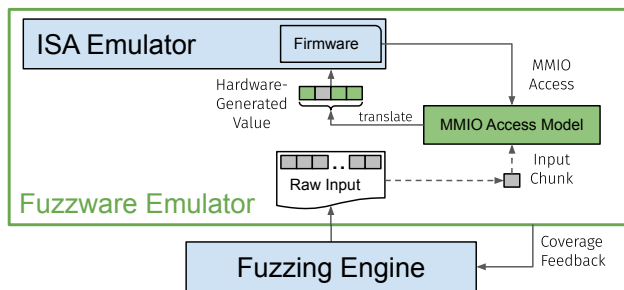 ISA Emulator
Firmware
MMIO
Access
Hardware-
Generated
Value
translate
MMIO Access Model
Raw Input
Input
Chunk
Fuzzware Emulator
Coverage
Feedback
Fuzzing Engine